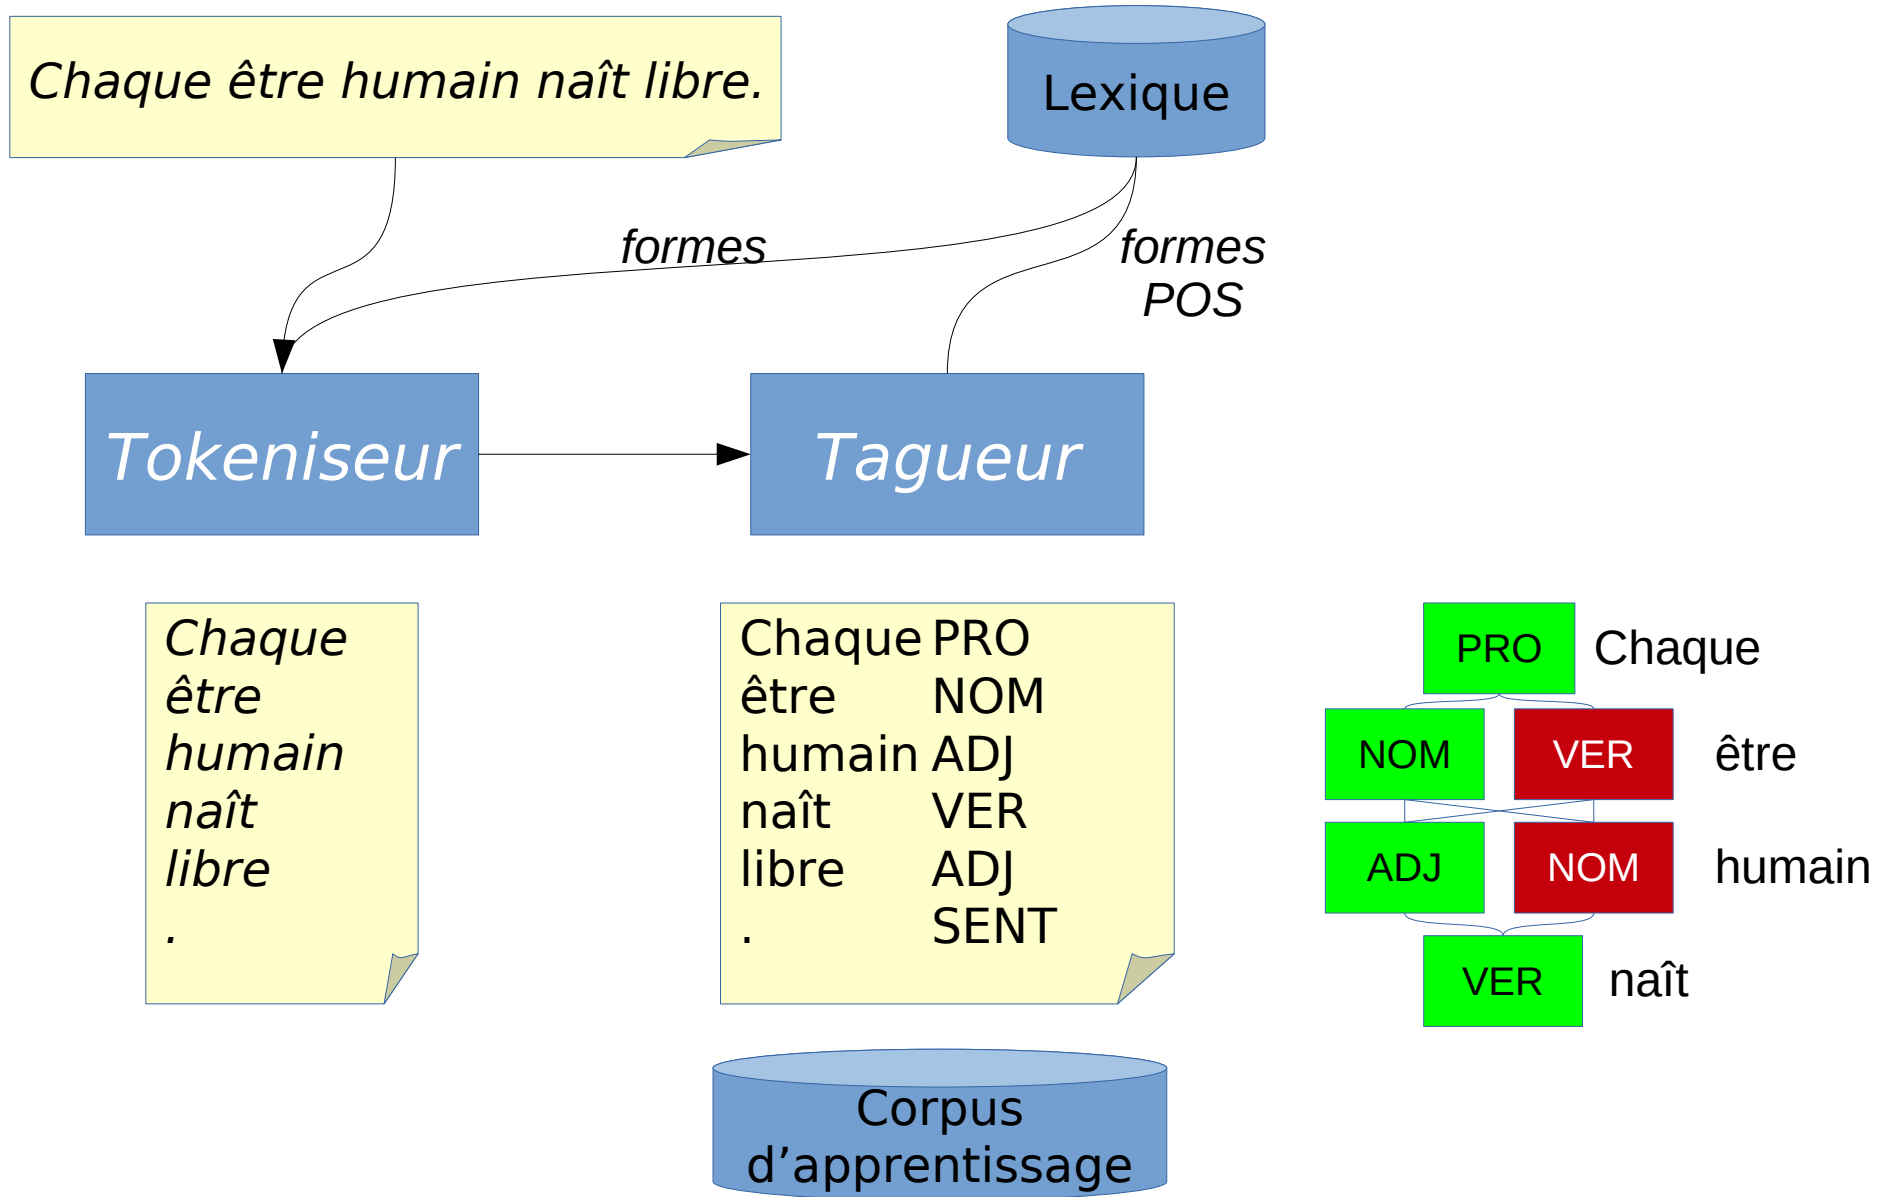 Chaque être humain naît libre.
Lexique
formes
formes
POS
Tokeniseur
Tagueur
Chaque
être
humain
naît
libre
.
Chaque PRO
être NOM
humain ADJ
naît VER
libre ADJ
. SENT
PRO Chaque
NOM VER être
ADJ NOM humain
VER naît
Corpus
d’apprentissage